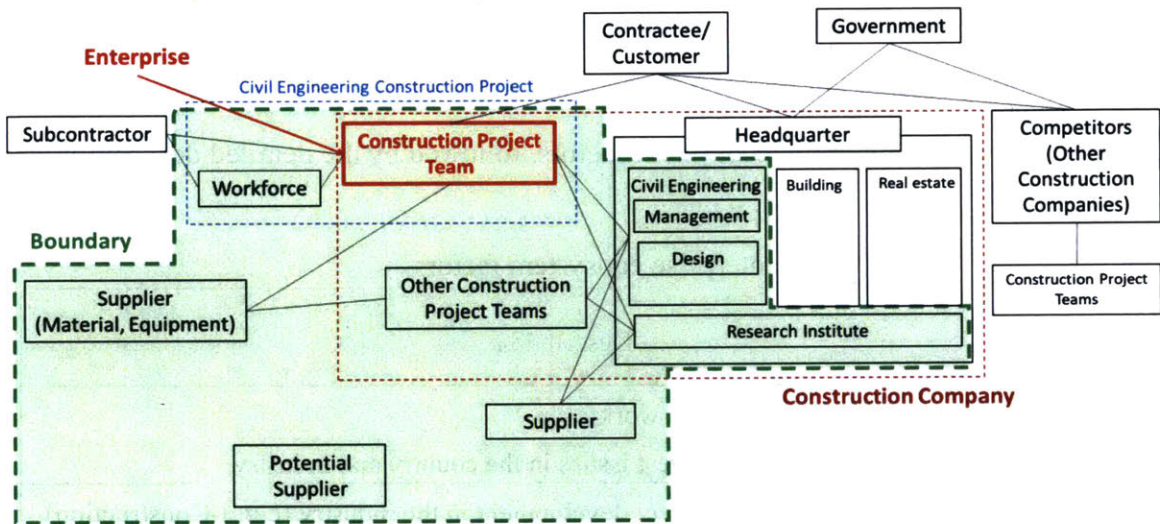 Contractee/
Customer
Government
Enterprise
Civil Engineering Construction Project
Subcontractor
Construction Project
Team
Headquarter
Competitors
(Other
Construction
Companies)
Workforce
Civil Engineering
Building
Real estate
Management
Design
Boundary
Supplier
(Material, Equipment)
Other Construction
Project Teams
Construction Project
Teams
Research Institute
Construction Company
Supplier
Potential
Supplier